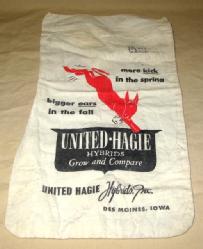 more kick
in the spring
bigger ears
in the fall
UNITED-HAGIE
HYBRIDS
Grow and Compare
UNITED HAGIE Hybrids, Inc.
DES MOINES, IOWA